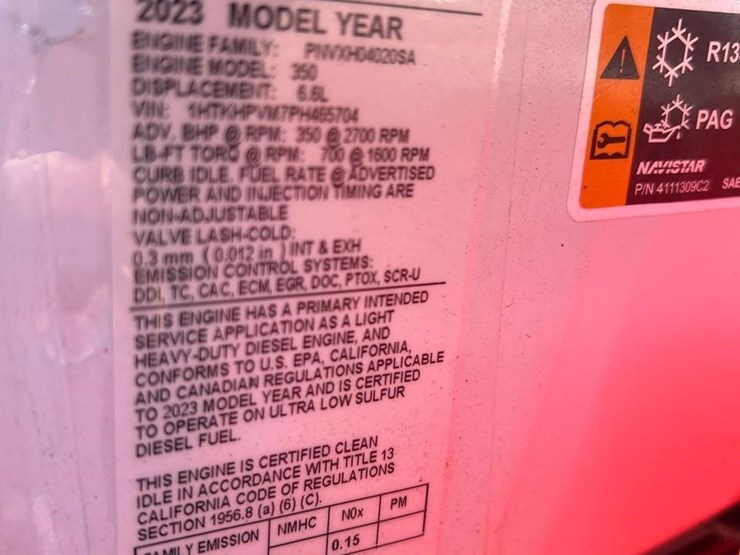 2023 MODEL YEAR
ENGINE FAMILY: PNVXH04020SA
ENGINE MODEL: 350
DISPLACEMENT: 6.6L
VIN: 1HTKHPVM7PH465704
ADV. BHP @ RPM: 350 @ 2700 RPM
LB-FT TORQ @ RPM: 700 @ 1600 RPM
CURB IDLE, FUEL RATE @ ADVERTISED
POWER AND INJECTION TIMING ARE
NON-ADJUSTABLE
VALVE LASH-COLD:
0.3 mm (0.012 in) INT & EXH
EMISSION CONTROL SYSTEMS:
DDI, TC, CAC, ECM, EGR, DOC, PTOX, SCR-U
THIS ENGINE HAS A PRIMARY INTENDED
SERVICE APPLICATION AS A LIGHT
HEAVY-DUTY DIESEL ENGINE, AND
CONFORMS TO U.S. EPA, CALIFORNIA,
AND CANADIAN REGULATIONS APPLICABLE
TO 2023 MODEL YEAR AND IS CERTIFIED
TO OPERATE ON ULTRA LOW SULFUR
DIESEL FUEL.
THIS ENGINE IS CERTIFIED CLEAN
IDLE IN ACCORDANCE WITH TITLE 13
CALIFORNIA CODE OF REGULATIONS
SECTION 1956.8 (a) (6) (C).
FAMILY EMISSION NMHC NOx PM
0.15
R13
PAG
NAVISTAR
P/N 4111309C2 SAE